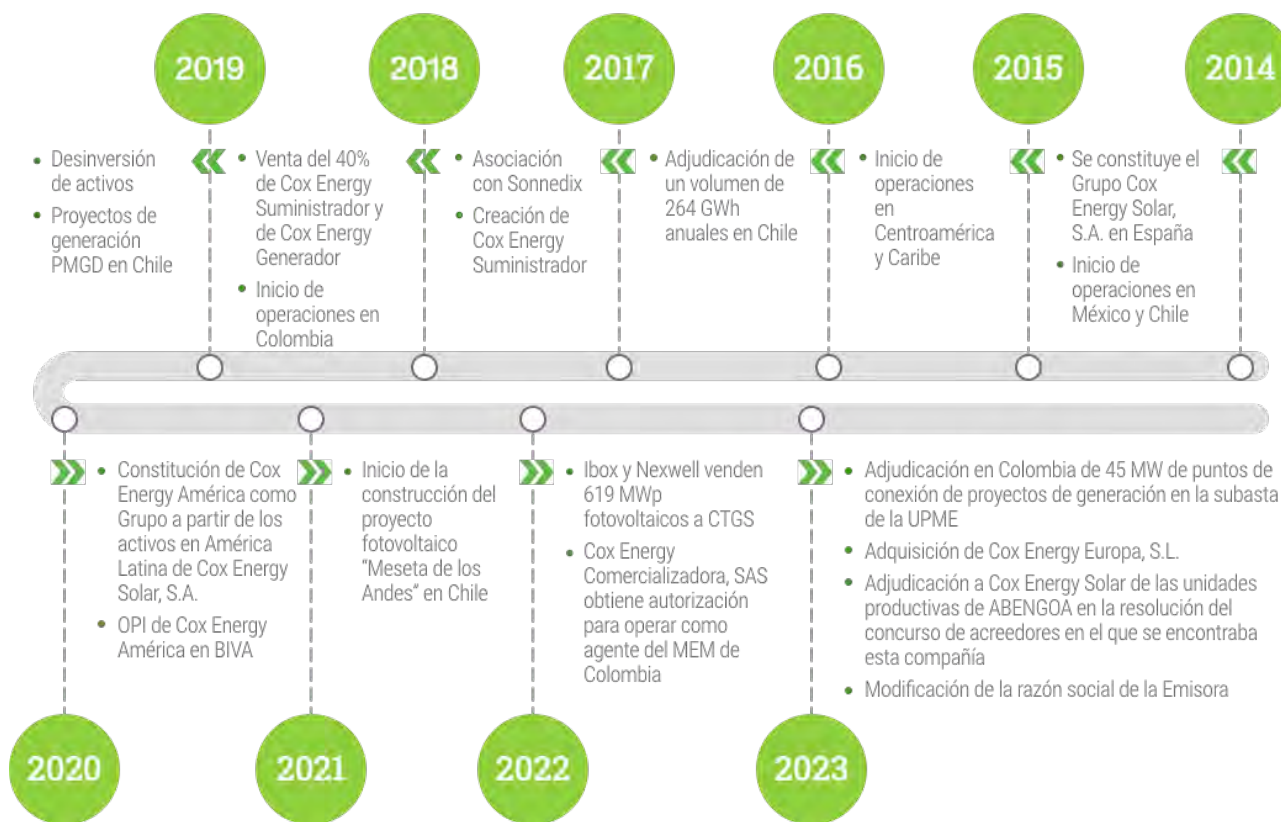 2019
2018
2017
2016
2015
2014
• Desinversión
de activos
• Proyectos de
generación
PMGD en Chile
• Venta del 40%
de Cox Energy
Suministrador y
de Cox Energy
Generador
• Inicio de
operaciones en
Colombia
• Asociación
con Sonnedix
• Creación de
Cox Energy
Suministrador
• Adjudicación de
un volumen de
264 GWh
anuales en Chile
• Inicio de
operaciones
en
Centroamérica
y Caribe
• Se constituye el
Grupo Cox
Energy Solar,
S.A. en España
• Inicio de
operaciones en
México y Chile
• Constitución de Cox
Energy América como
Grupo a partir de los
activos en América
Latina de Cox Energy
Solar, S.A.
• OPI de Cox Energy
América en BIVA
• Inicio de la
construcción del
proyecto
fotovoltaico
"Meseta de los
Andes" en Chile
• Ibox y Nexwell venden
619 MWp
fotovoltaicos a CTGS
• Cox Energy
Comercializadora, SAS
obtiene autorización
para operar como
agente del MEM de
Colombia
• Adjudicación en Colombia de 45 MW de puntos de
conexión de proyectos de generación en la subasta
de la UPME
• Adquisición de Cox Energy Europa, S.L.
• Adjudicación a Cox Energy Solar de las unidades
productivas de ABENGOA en la resolución del
concurso de acreedores en el que se encontraba
esta compañía
• Modificación de la razón social de la Emisora
2020
2021
2022
2023